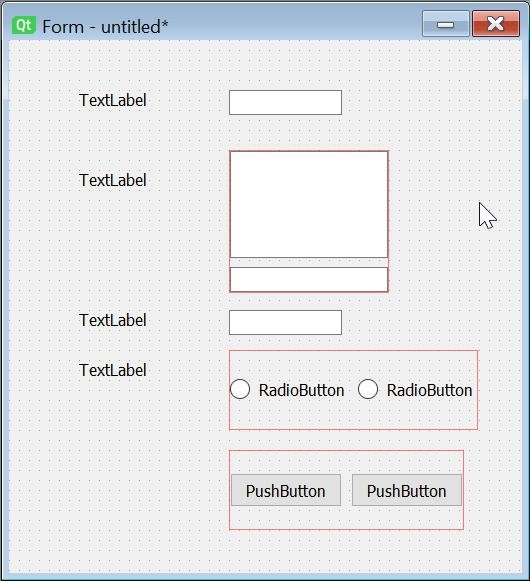 Qt Form - untitled*
TextLabel
TextLabel
TextLabel
TextLabel
RadioButton RadioButton
PushButton PushButton